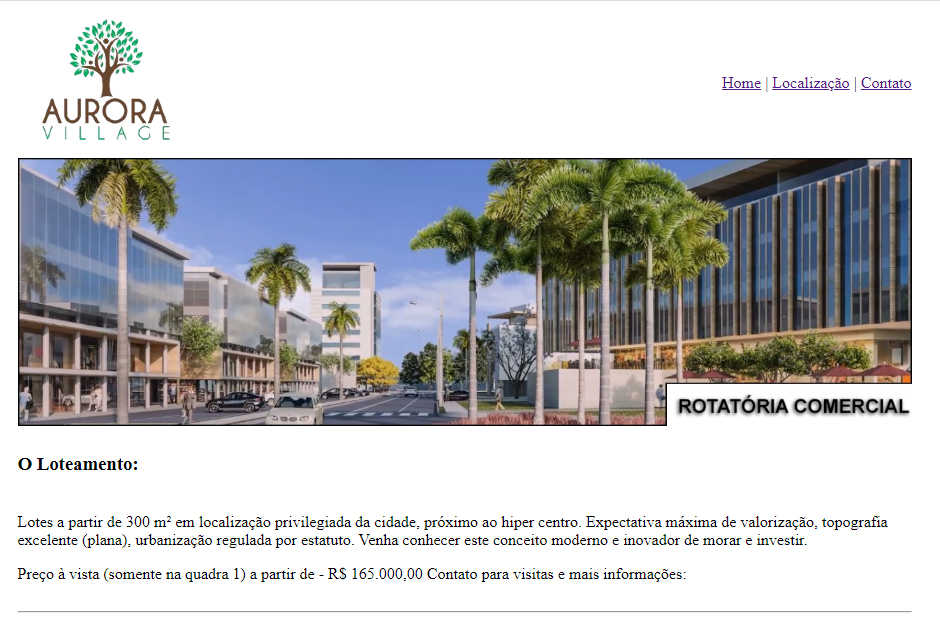 AURORA
VILLAGE
Home | Localização | Contato
ROTATÓRIA COMERCIAL
O Loteamento:
Lotes a partir de 300 m² em localização privilegiada da cidade, próximo ao hiper centro. Expectativa máxima de valorização, topografia
excelente (plana), urbanização regulada por estatuto. Venha conhecer este conceito moderno e inovador de morar e investir.
Preço à vista (somente na quadra 1) a partir de - R$ 165.000,00 Contato para visitas e mais informações: